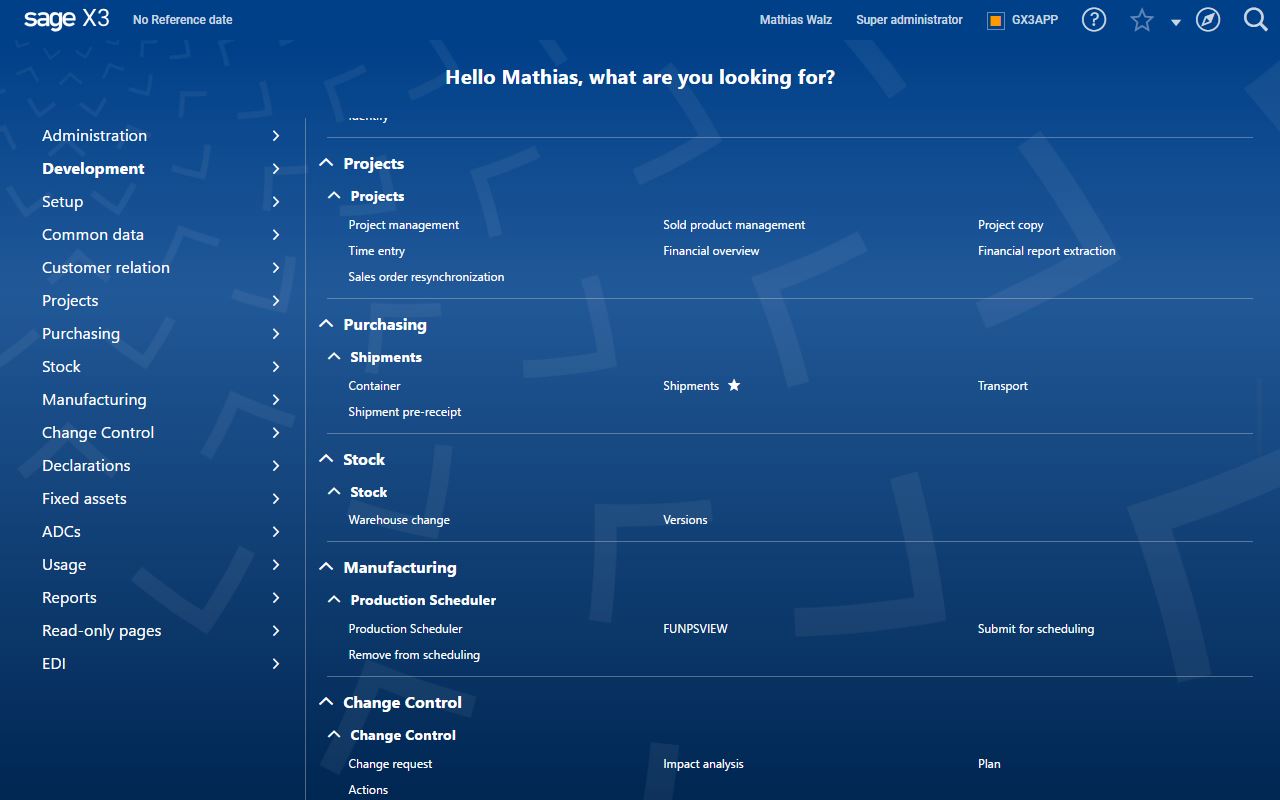 sage X3 No Reference date Mathias Walz Super administrator GX3APP ?
Hello Mathias, what are you looking for?
Administration
Development
Setup
Common data
Customer relation
Projects
Purchasing
Stock
Manufacturing
Change Control
Declarations
Fixed assets
ADCs
Usage
Reports
Read-only pages
EDI
Identify
Projects
Projects
Project management Sold product management Project copy
Time entry Financial overview Financial report extraction
Sales order resynchronization
Purchasing
Shipments
Container Shipments Transport
Shipment pre-receipt
Stock
Stock
Warehouse change Versions
Manufacturing
Production Scheduler
Production Scheduler FUNPSVIEW Submit for scheduling
Remove from scheduling
Change Control
Change Control
Change request Impact analysis Plan
Actions